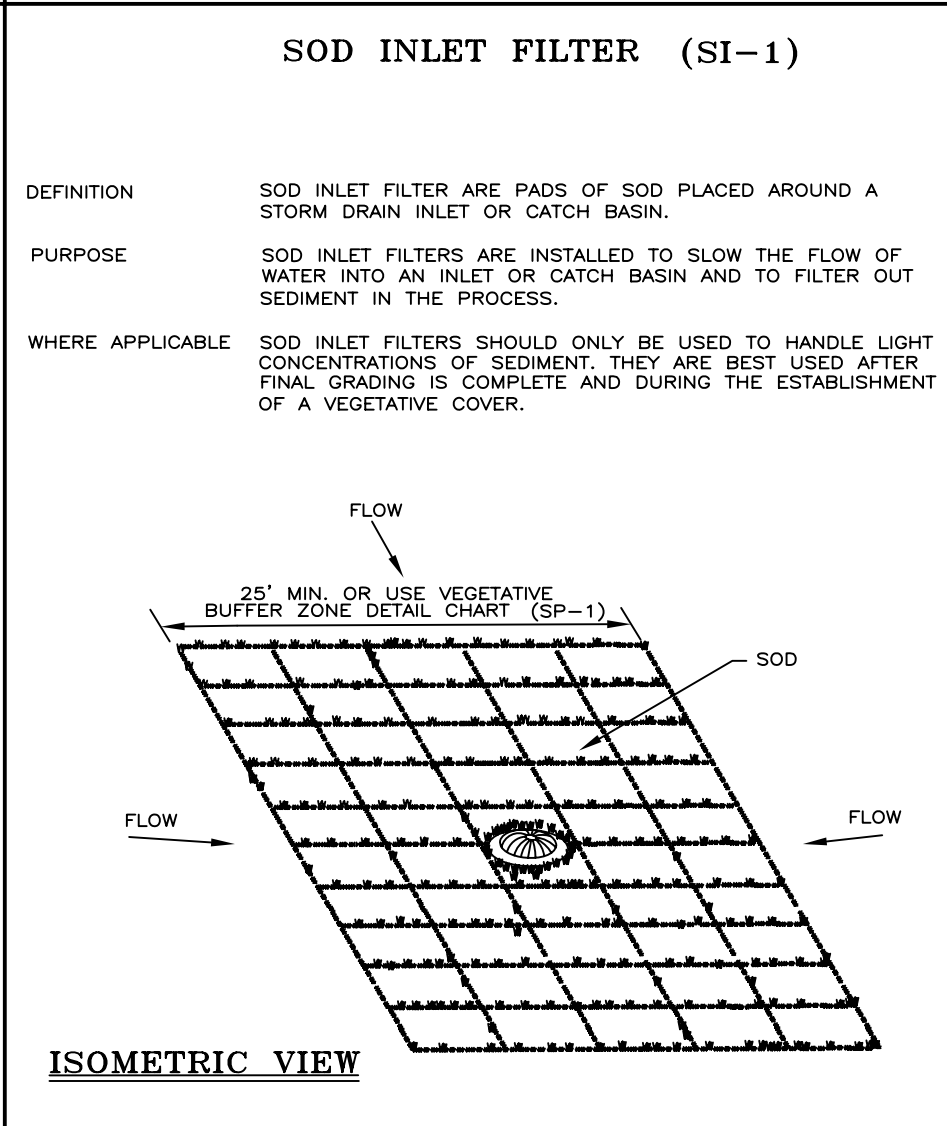 SOD INLET FILTER (SI-1)
DEFINITION
SOD INLET FILTER ARE PADS OF SOD PLACED AROUND A
STORM DRAIN INLET OR CATCH BASIN.
PURPOSE
SOD INLET FILTERS ARE INSTALLED TO SLOW THE FLOW OF
WATER INTO AN INLET OR CATCH BASIN AND TO FILTER OUT
SEDIMENT IN THE PROCESS.
WHERE APPLICABLE
SOD INLET FILTERS SHOULD ONLY BE USED TO HANDLE LIGHT
CONCENTRATIONS OF SEDIMENT. THEY ARE BEST USED AFTER
FINAL GRADING IS COMPLETE AND DURING THE ESTABLISHMENT
OF A VEGETATIVE COVER.
FLOW
25' MIN. OR USE VEGETATIVE
BUFFER ZONE DETAIL CHART (SP-1)
SOD
FLOW
FLOW
ISOMETRIC VIEW